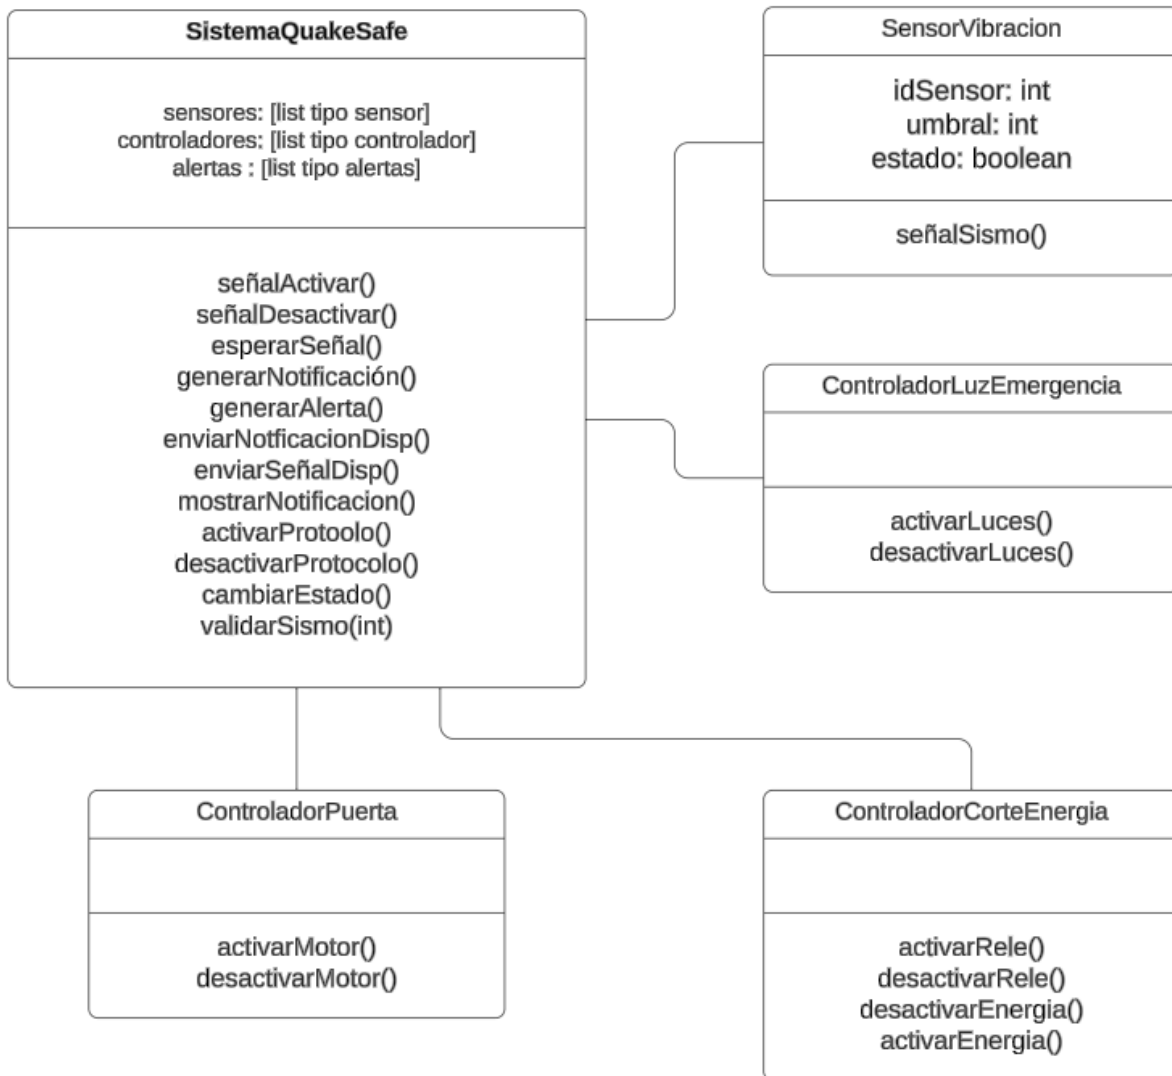 SistemaQuakeSafe
sensores: [list tipo sensor]
controladores: [list tipo controlador]
alertas : [list tipo alertas]
señalActivar()
señalDesactivar()
esperarSeñal()
generarNotificación()
generarAlerta()
enviarNotficacionDisp()
enviarSeñalDisp()
mostrarNotificacion()
activarProtoolo()
desactivarProtocolo()
cambiarEstado()
validarSismo(int)
SensorVibracion
idSensor: int
umbral: int
estado: boolean
señalSismo()
ControladorLuzEmergencia
activarLuces()
desactivarLuces()
ControladorPuerta
activarMotor()
desactivarMotor()
ControladorCorteEnergia
activarRele()
desactivarRele()
desactivarEnergia()
activarEnergia()